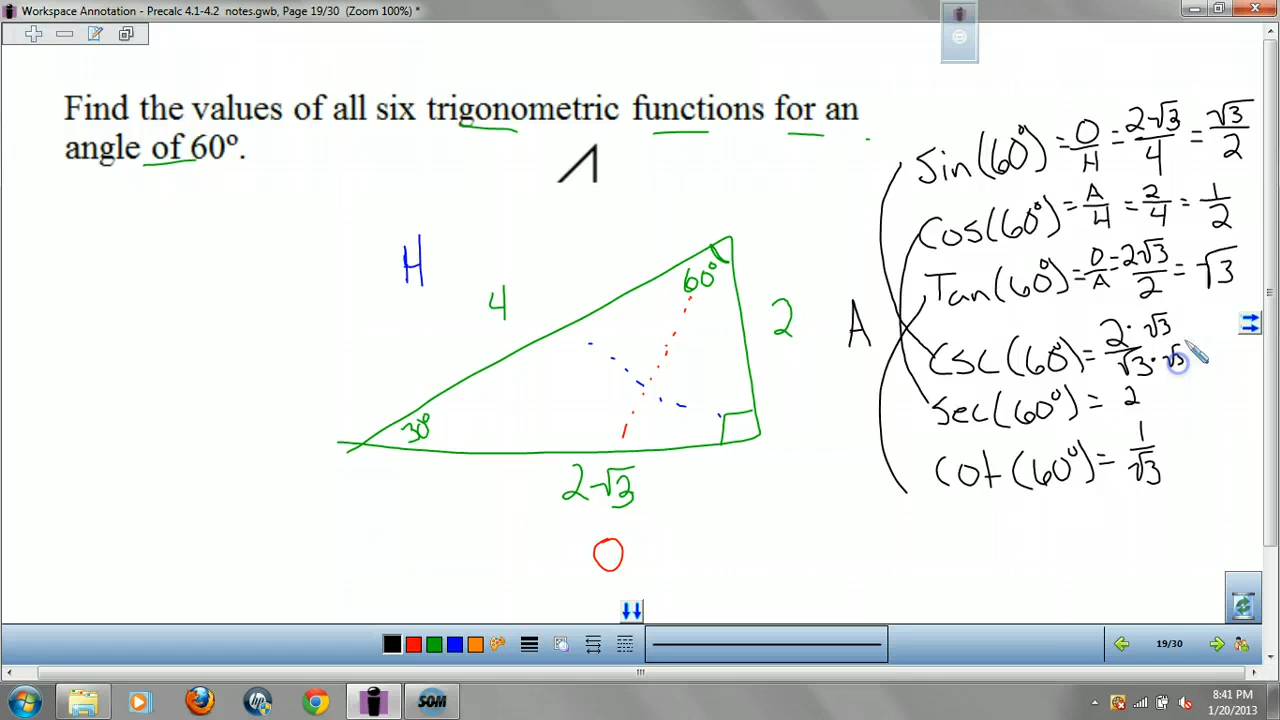 Workspace Annotation - Precalc 4.1-4.2 notes.gwb, Page 19/30 (Zoom 100%) *
Find the values of all six trigonometric functions for an
angle of 60º.
H
4
60°
2
A
30°
2√3
O
Sin(60°) = O/H = 2√3/4 = √3/2
Cos(60°) = A/H = 2/4 = 1/2
Tan(60°) = O/A = 2√3/2 = √3
Csc(60°) = 2·√3/√3·√3
Sec(60°) = 2
Cot(60°) = 1/√3
19/30
hp
SOM
8:41 PM
1/20/2013